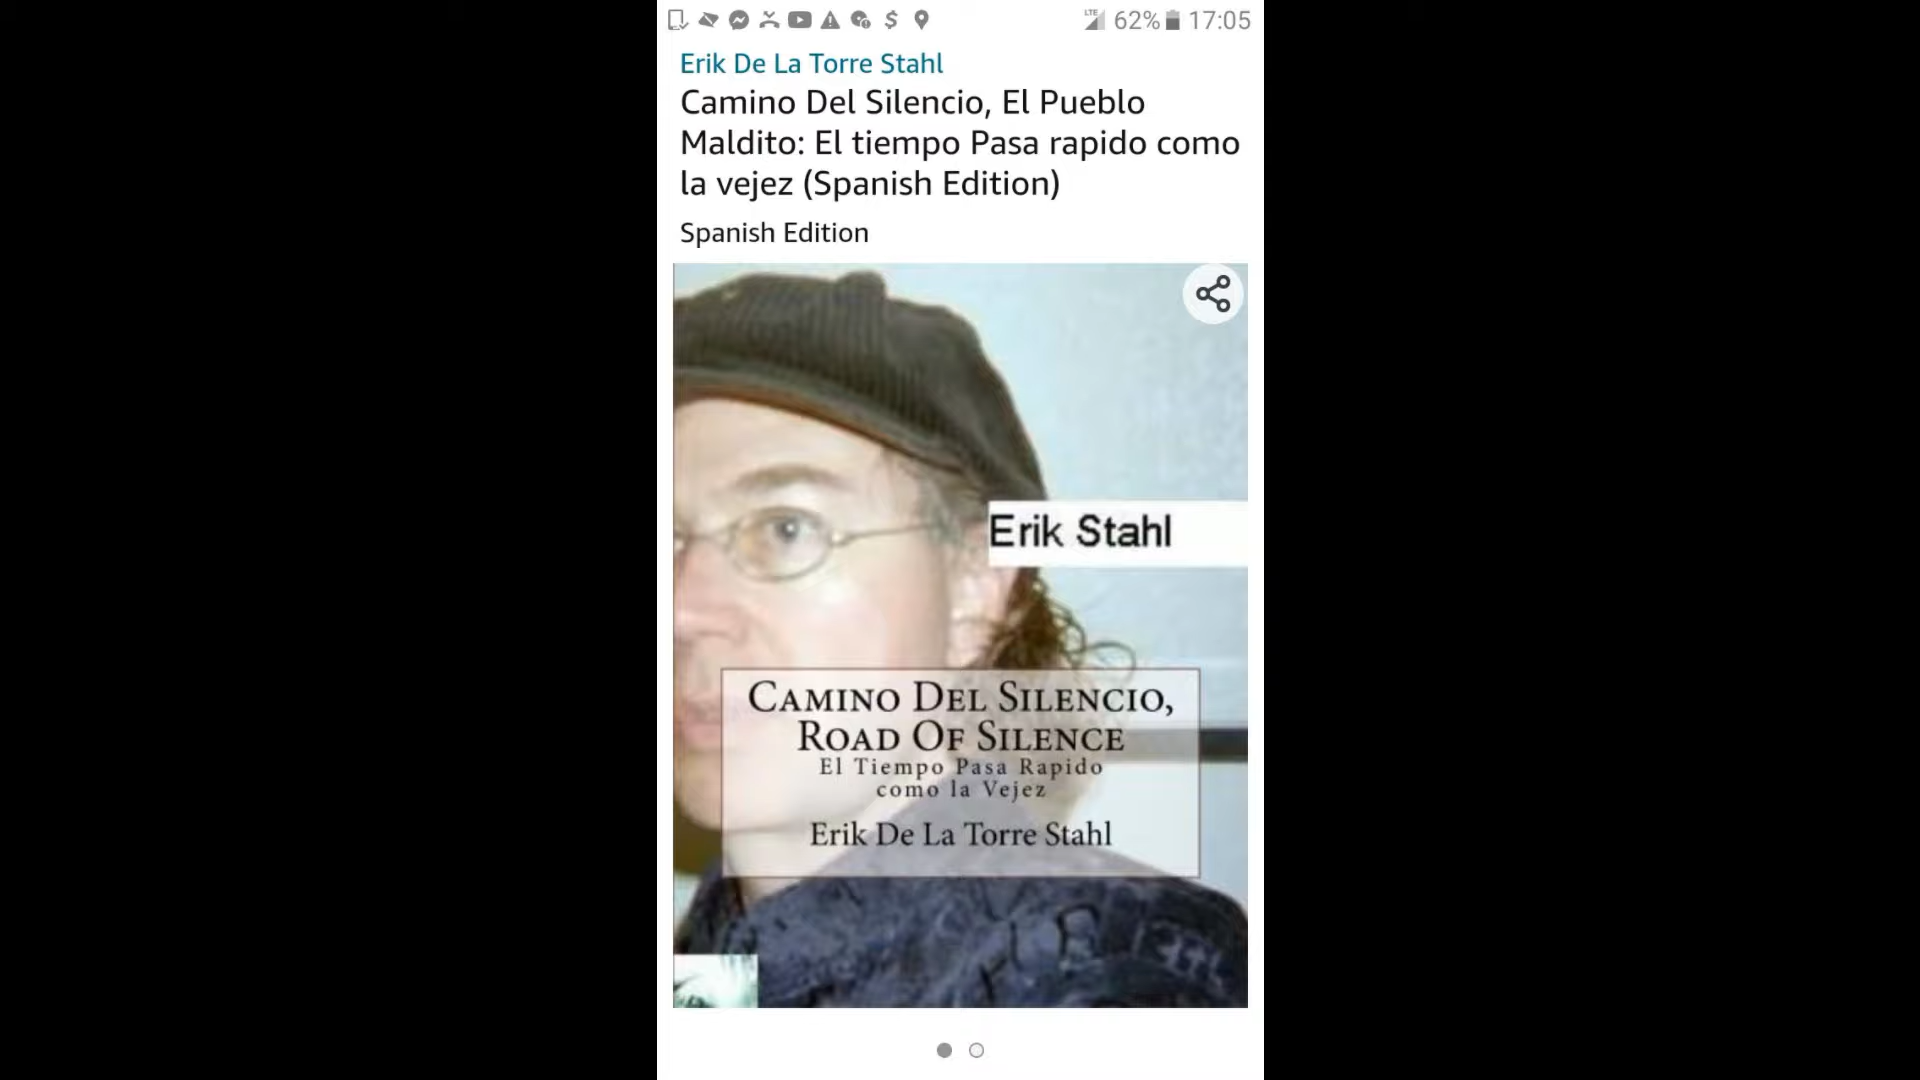 LTE 62% 17:05
Erik De La Torre Stahl
Camino Del Silencio, El Pueblo
Maldito: El tiempo Pasa rapido como
la vejez (Spanish Edition)
Spanish Edition
Erik Stahl
CAMINO DEL SILENCIO,
ROAD OF SILENCE
El Tiempo Pasa Rapido
como la Vejez
Erik De La Torre Stahl